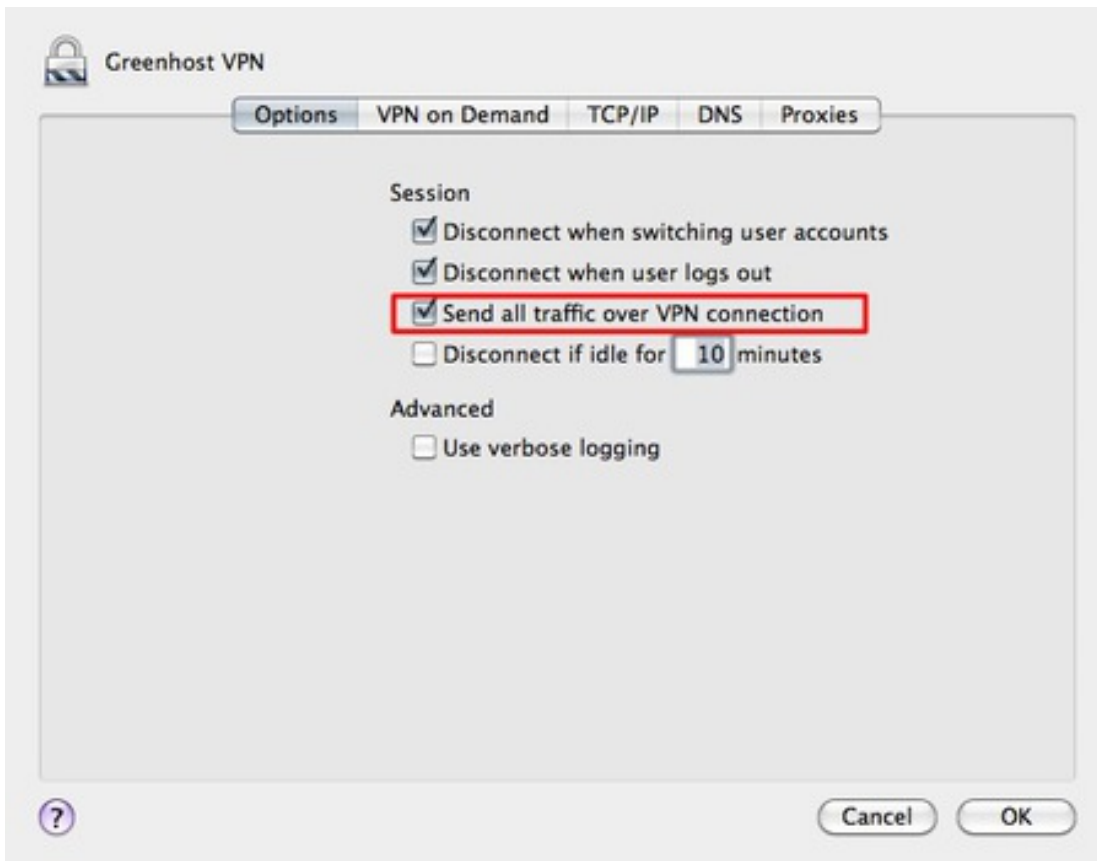 Greenhost VPN
Options VPN on Demand TCP/IP DNS Proxies
Session
Disconnect when switching user accounts
Disconnect when user logs out
Send all traffic over VPN connection
Disconnect if idle for 10 minutes
Advanced
Use verbose logging
? Cancel OK